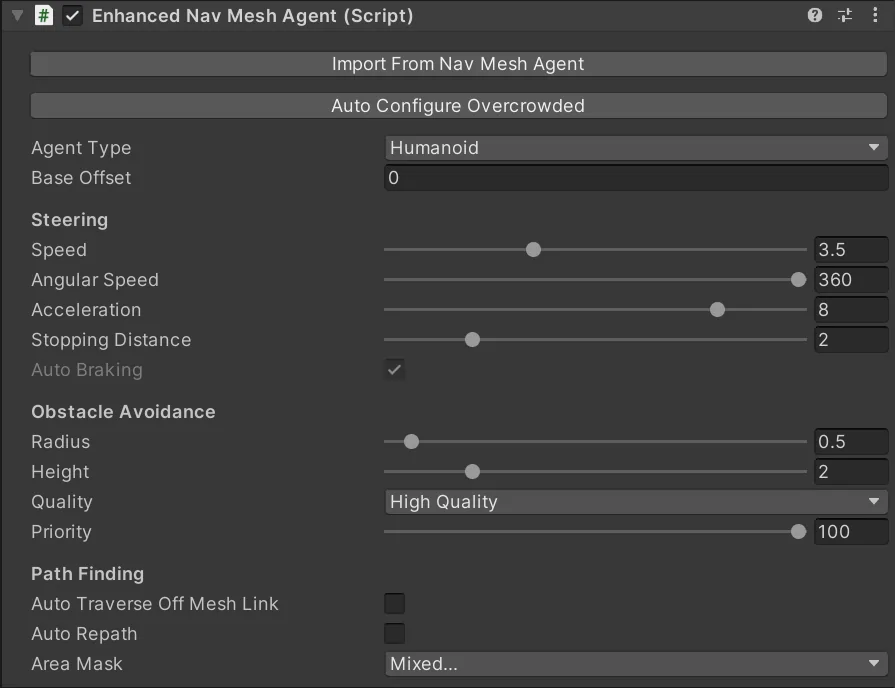 # Enhanced Nav Mesh Agent (Script)
Import From Nav Mesh Agent
Auto Configure Overcrowded
Agent Type Humanoid
Base Offset 0
Steering
Speed 3.5
Angular Speed 360
Acceleration 8
Stopping Distance 2
Auto Braking
Obstacle Avoidance
Radius 0.5
Height 2
Quality High Quality
Priority 100
Path Finding
Auto Traverse Off Mesh Link
Auto Repath
Area Mask Mixed...